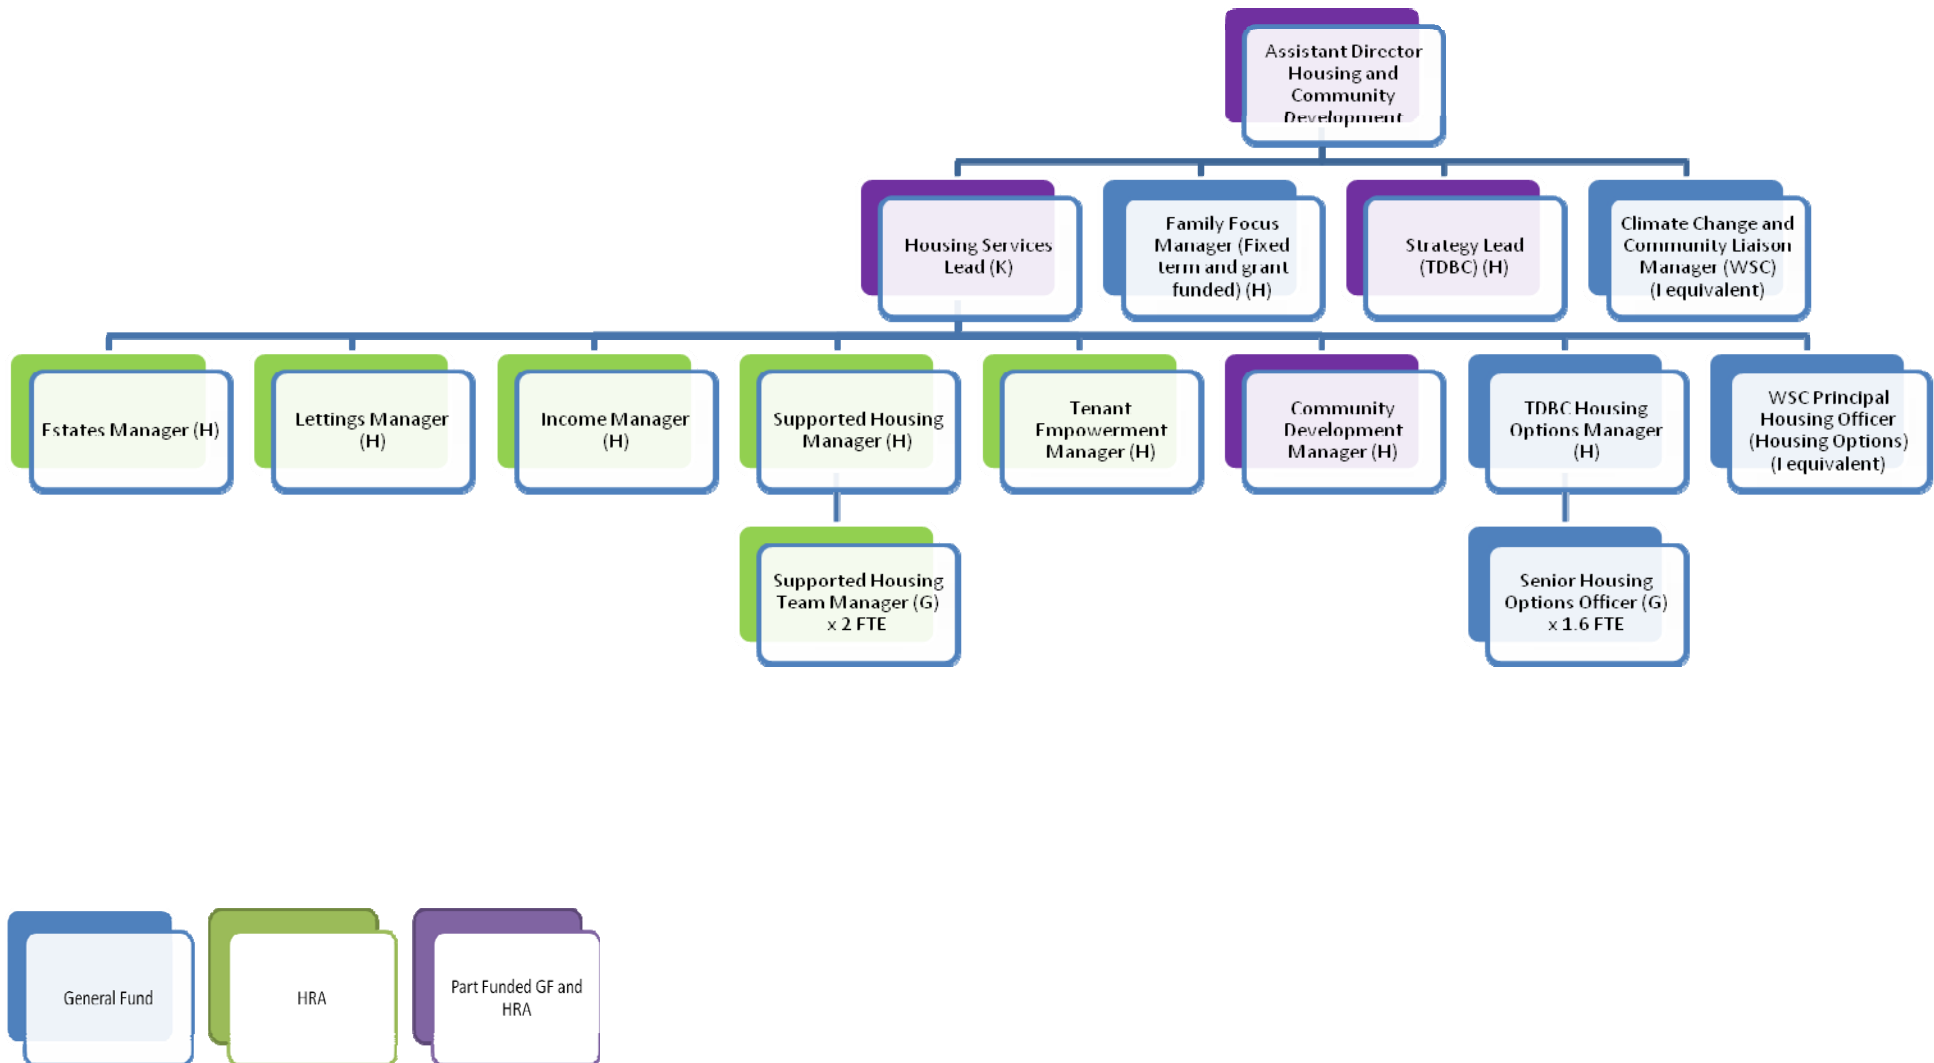 Assistant Director
Housing and
Community
Development
Housing Services
Lead (K)
Family Focus
Manager (Fixed
term and grant
funded) (H)
Strategy Lead
(TDBC) (H)
Climate Change and
Community Liaison
Manager (WSC)
(I equivalent)
Estates Manager (H)
Lettings Manager
(H)
Income Manager
(H)
Supported Housing
Manager (H)
Tenant
Empowerment
Manager (H)
Community
Development
Manager (H)
TDBC Housing
Options Manager
(H)
WSC Principal
Housing Officer
(Housing Options)
(I equivalent)
Supported Housing
Team Manager (G)
x 2 FTE
Senior Housing
Options Officer (G)
x 1.6 FTE
General Fund
HRA
Part Funded GF and
HRA